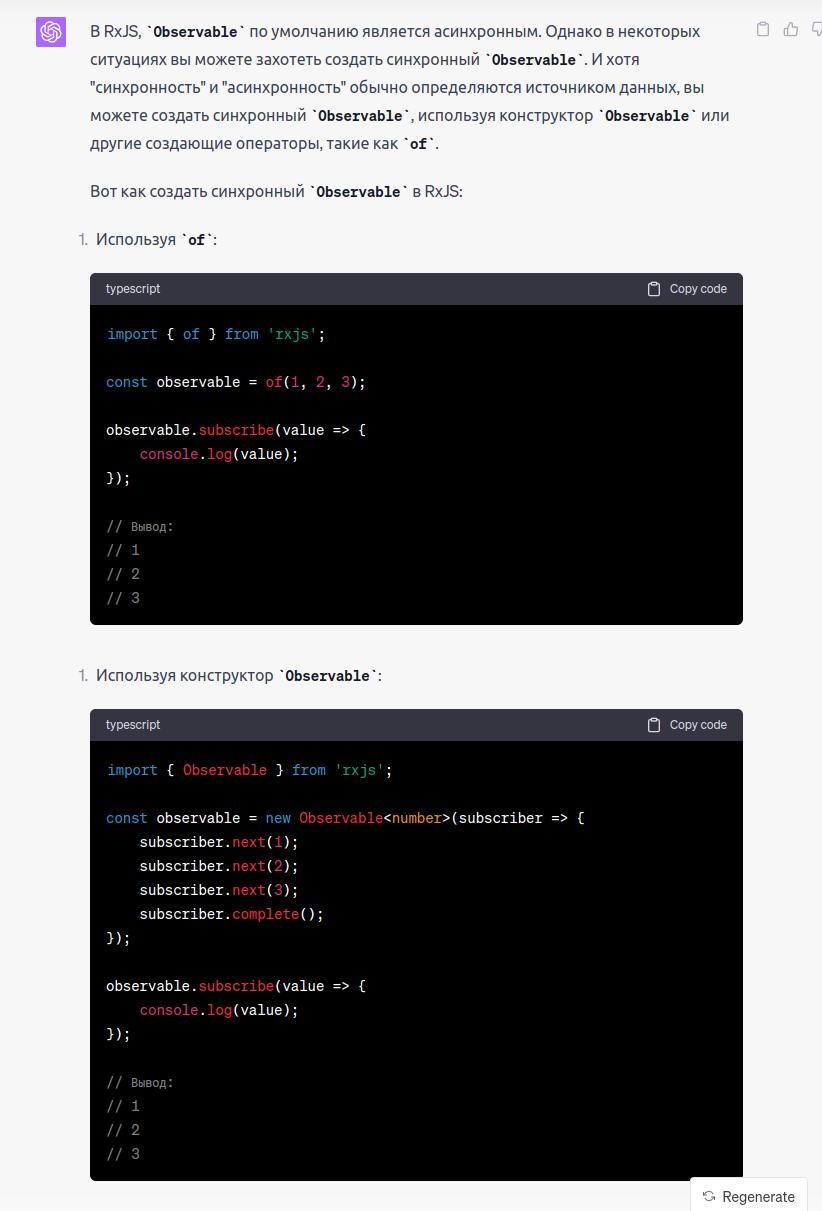 В RxJS, `Observable` по умолчанию является асинхронным. Однако в некоторых
ситуациях вы можете захотеть создать синхронный `Observable`. И хотя
"синхронность" и "асинхронность" обычно определяются источником данных, вы
можете создать синхронный `Observable`, используя конструктор `Observable` или
другие создающие операторы, такие как `of`.
Вот как создать синхронный `Observable` в RxJS:
1. Используя `of`:
typescript
Copy code
import { of } from 'rxjs';
const observable = of(1, 2, 3);
observable.subscribe(value => {
    console.log(value);
});
// Вывод:
// 1
// 2
// 3
1. Используя конструктор `Observable`:
typescript
Copy code
import { Observable } from 'rxjs';
const observable = new Observable<number>(subscriber => {
    subscriber.next(1);
    subscriber.next(2);
    subscriber.next(3);
    subscriber.complete();
});
observable.subscribe(value => {
    console.log(value);
});
// Вывод:
// 1
// 2
// 3
Regenerate